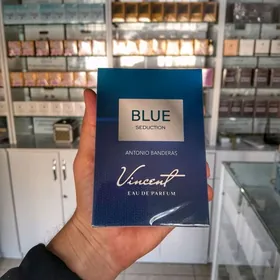 BLUE
SEDUCTION
ANTONIO BANDERAS
Vincent
EAU DE PARFUM